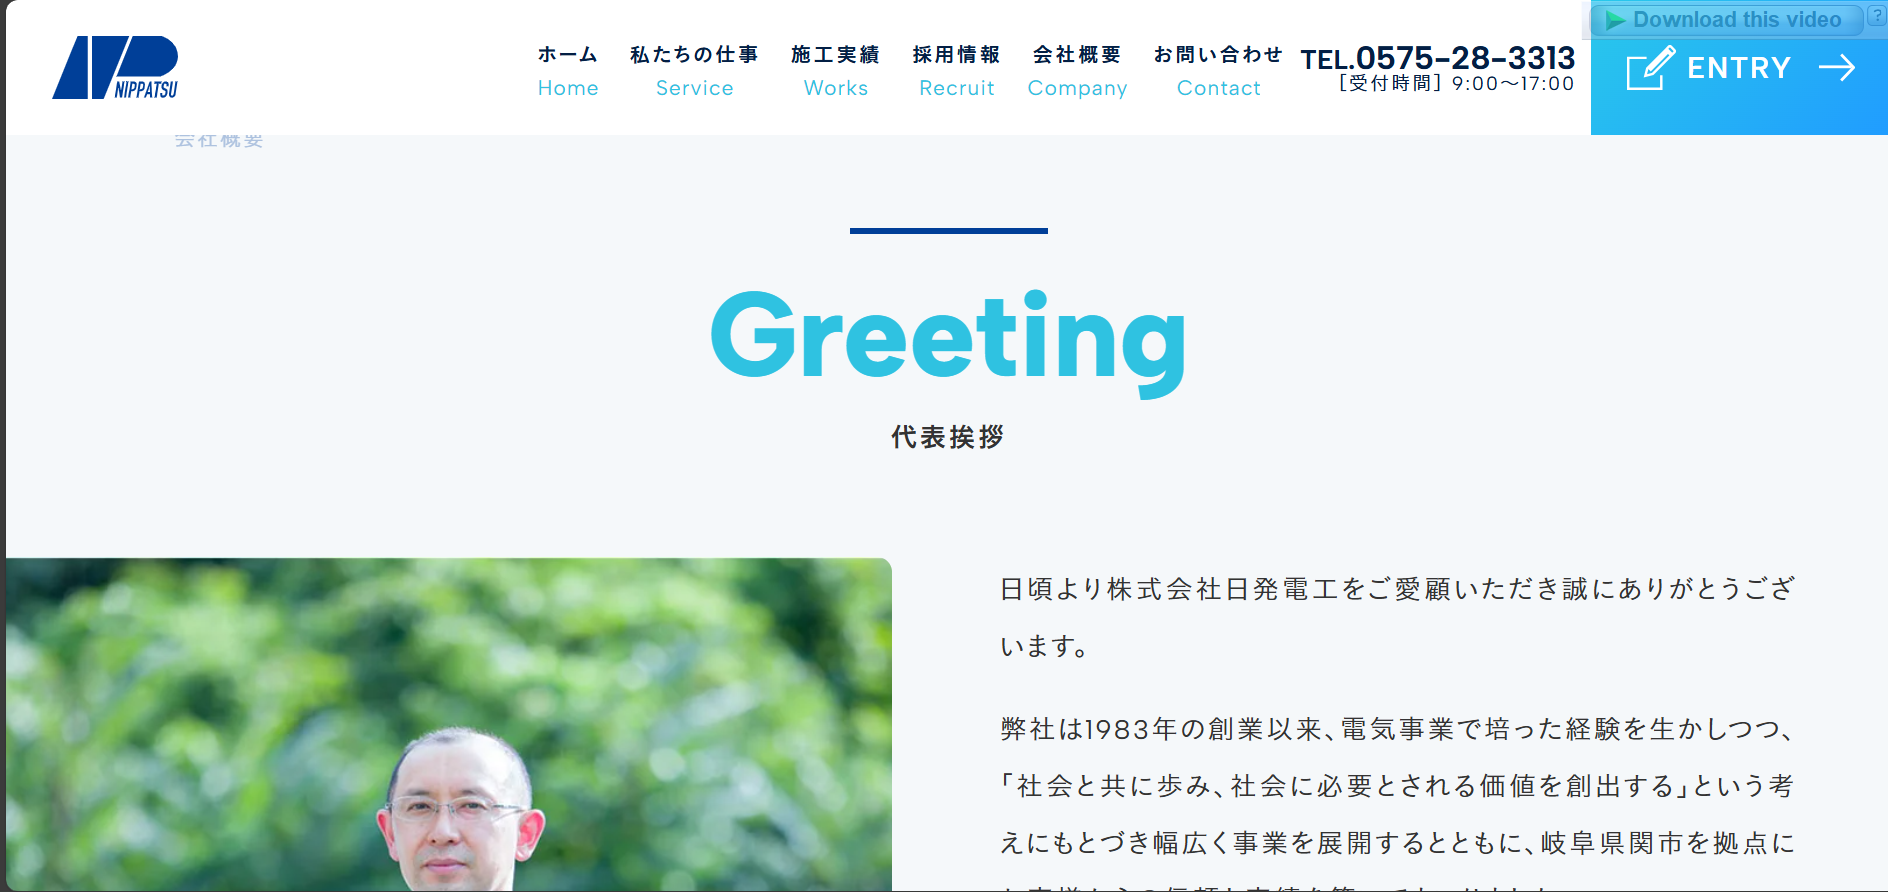 NIPPATSU
ホーム 私たちの仕事 施工実績 採用情報 会社概要 お問い合わせ
Home Service Works Recruit Company Contact
TEL.0575-28-3313
[受付時間] 9:00〜17:00
Download this video ?
ENTRY
会社概要
Greeting
代表挨拶
日頃より株式会社日発電工をご愛顧いただき誠にありがとうござ
います。
弊社は1983年の創業以来、電気事業で培った経験を生かしつつ、
「社会と共に歩み、社会に必要とされる価値を創出する」という考
えにもとづき幅広く事業を展開するとともに、岐阜県関市を拠点に